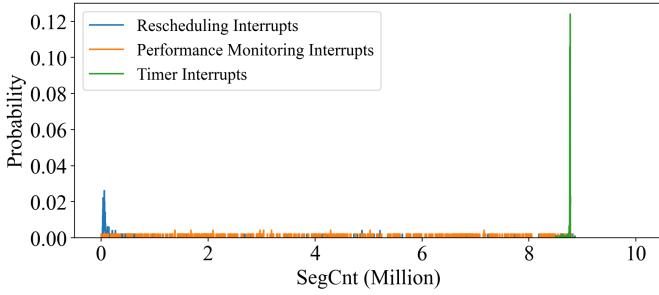 Rescheduling Interrupts
Performance Monitoring Interrupts
Timer Interrupts
Probability
0.12
0.10
0.08
0.06
0.04
0.02
0.00
0 2 4 6 8 10
SegCnt (Million)